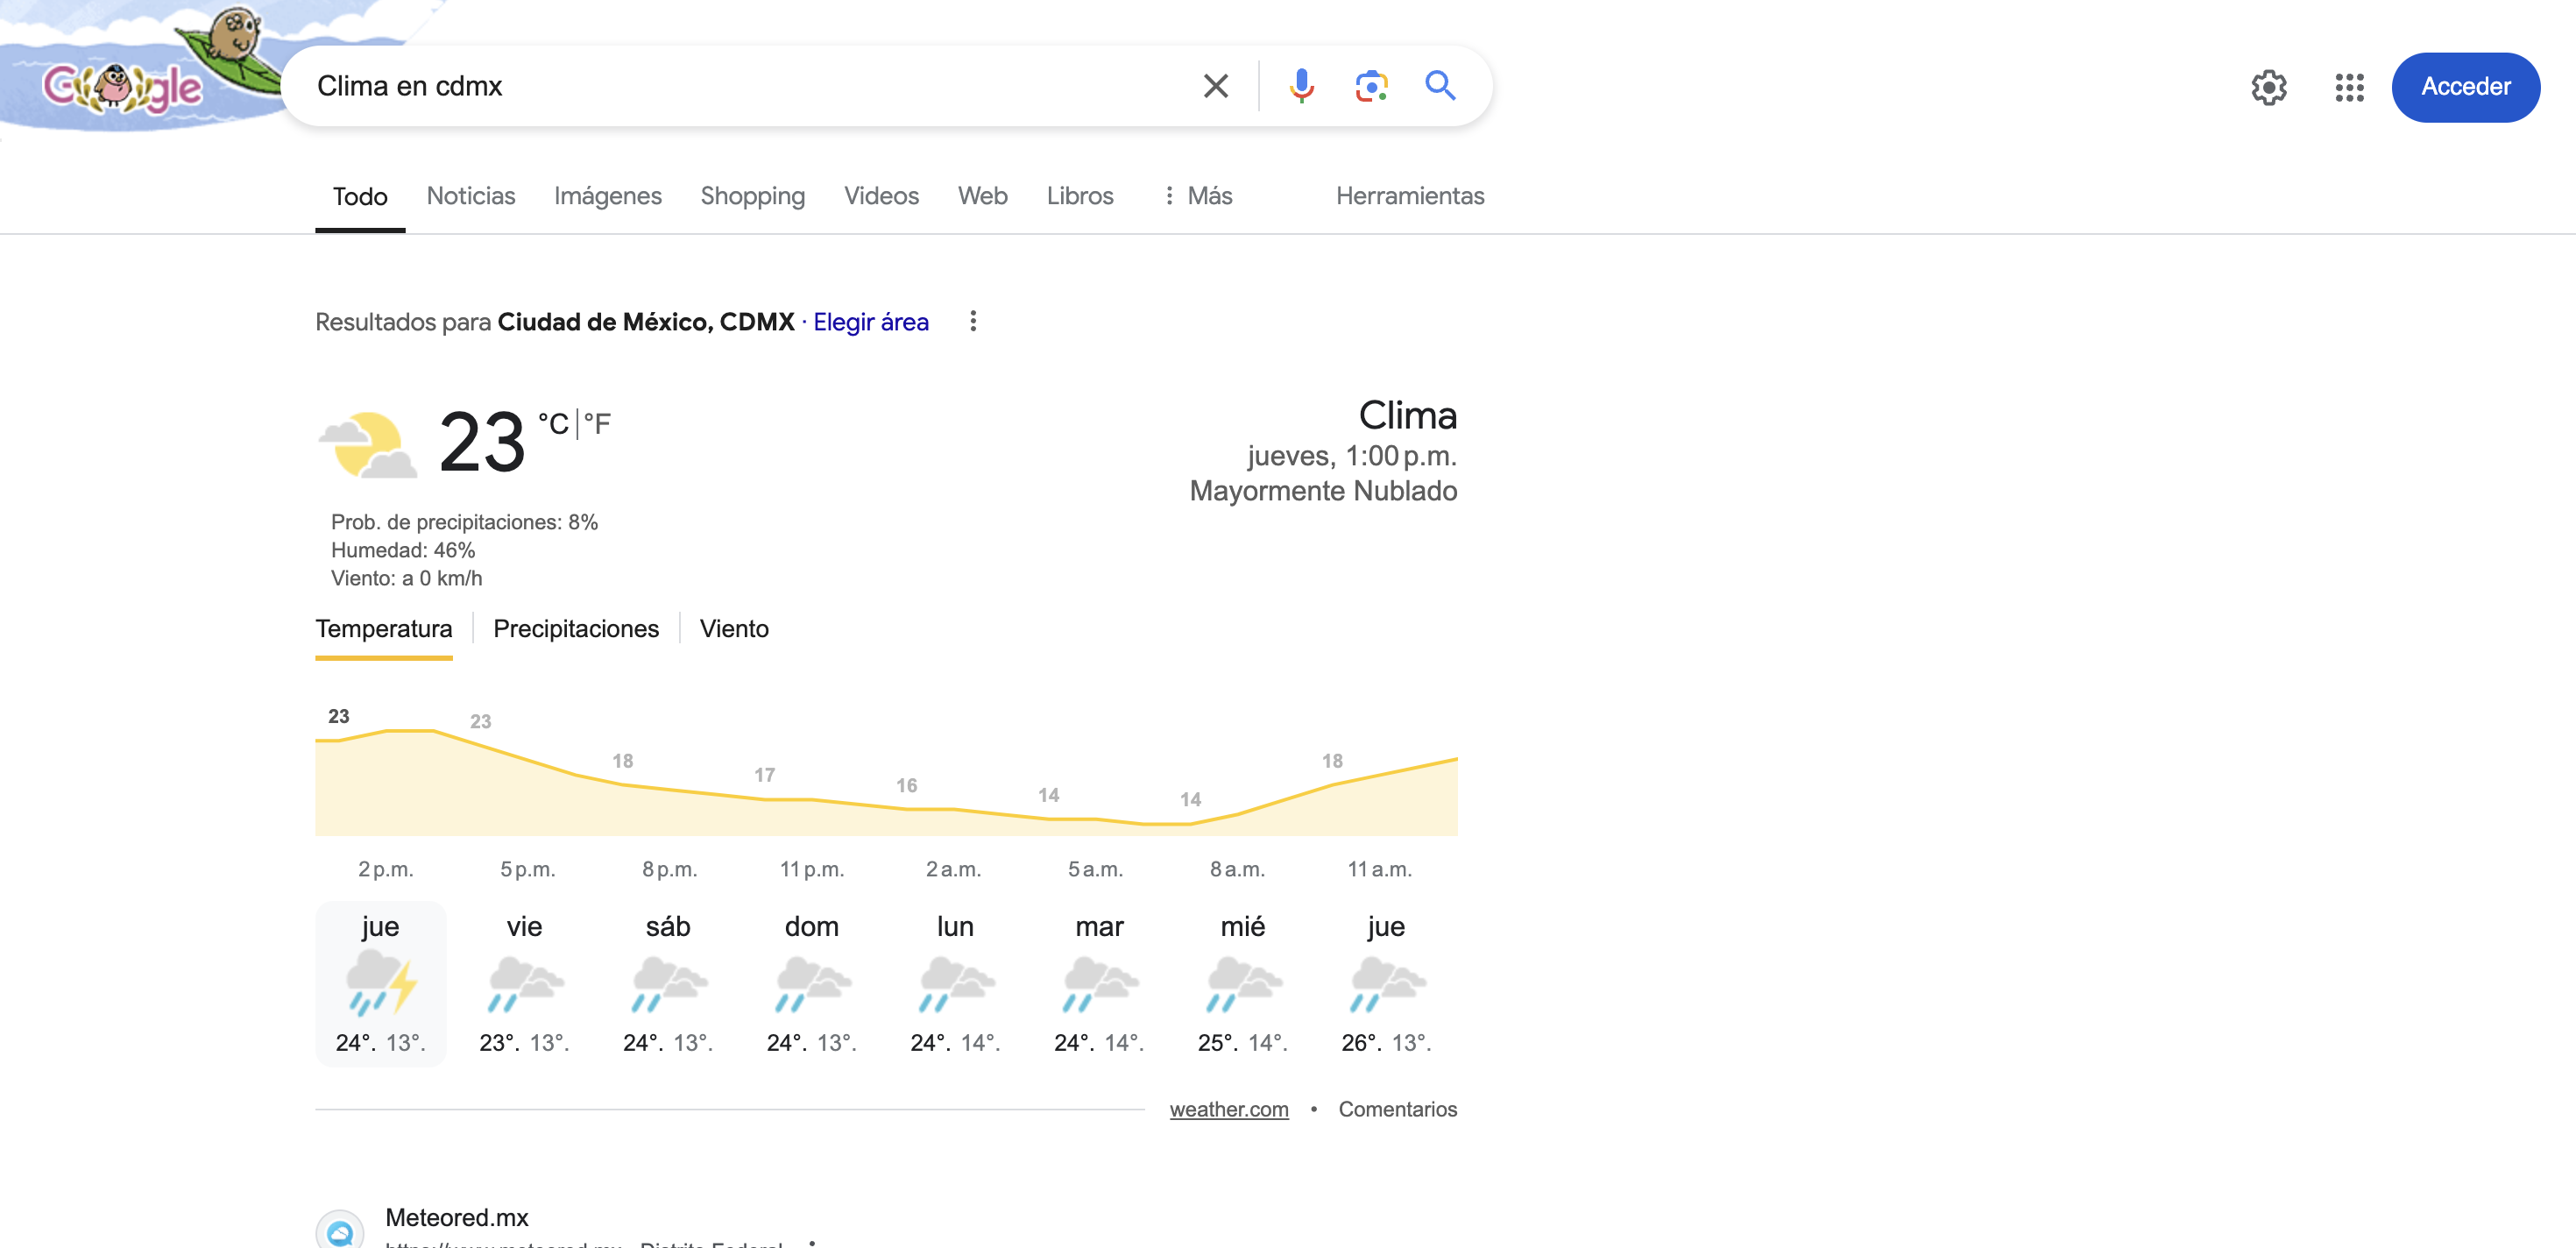 Google
Clima en cdmx
Acceder
Todo Noticias Imágenes Shopping Videos Web Libros Más Herramientas
Resultados para Ciudad de México, CDMX · Elegir área
23 °C | °F
Prob. de precipitaciones: 8%
Humedad: 46%
Viento: a 0 km/h
Clima
jueves, 1:00 p.m.
Mayormente Nublado
Temperatura Precipitaciones Viento
23 23 18 17 16 14 14 18
2 p.m. 5 p.m. 8 p.m. 11 p.m. 2 a.m. 5 a.m. 8 a.m. 11 a.m.
jue vie sáb dom lun mar mié jue
24°. 13°. 23°. 13°. 24°. 13°. 24°. 13°. 24°. 14°. 24°. 14°. 25°. 14°. 26°. 13°.
weather.com • Comentarios
Meteored.mx